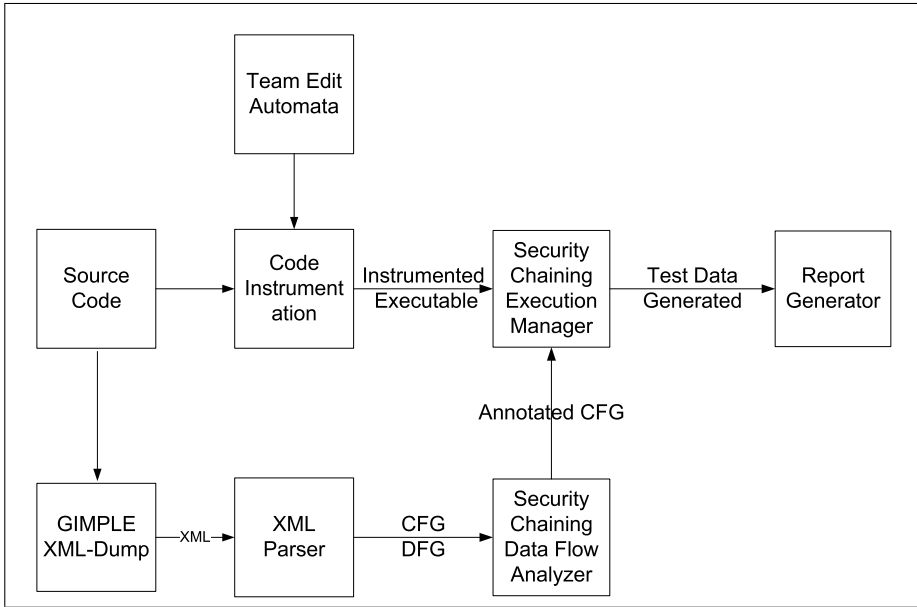 Team Edit
Automata
Source
Code
Code
Instrument
ation
Instrumented
Executable
Security
Chaining
Execution
Manager
Test Data
Generated
Report
Generator
Annotated CFG
GIMPLE
XML-Dump
XML
XML
Parser
CFG
DFG
Security
Chaining
Data Flow
Analyzer